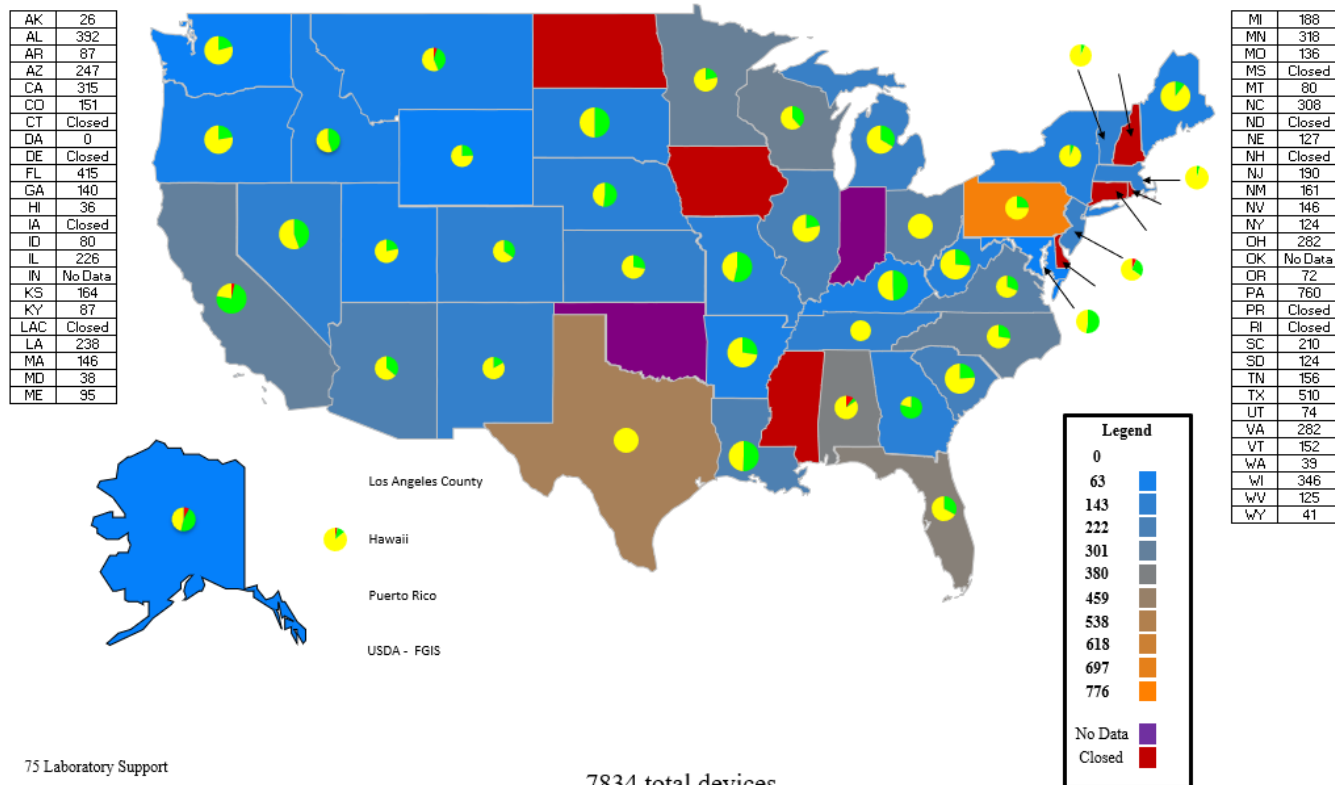 AK 26
AL 392
AR 87
AZ 247
CA 315
CO 151
CT Closed
DA 0
DE Closed
FL 415
GA 140
HI 36
IA Closed
ID 80
IL 226
IN No Data
KS 164
KY 87
LAC Closed
LA 238
MA 146
MD 38
ME 95
MI 188
MN 318
MO 136
MS Closed
MT 80
NC 308
ND Closed
NE 127
NH Closed
NJ 190
NM 161
NV 146
NY 124
OH 282
OK No Data
OR 72
PA 760
PR Closed
RI Closed
SC 210
SD 124
TN 156
TX 510
UT 74
VA 282
VT 152
WA 39
WI 346
WV 125
WY 41
Los Angeles County
Hawaii
Puerto Rico
USDA - FGIS
Legend
0
63
143
222
301
380
459
538
618
697
776
No Data
Closed
75 Laboratory Support
7834 total devices